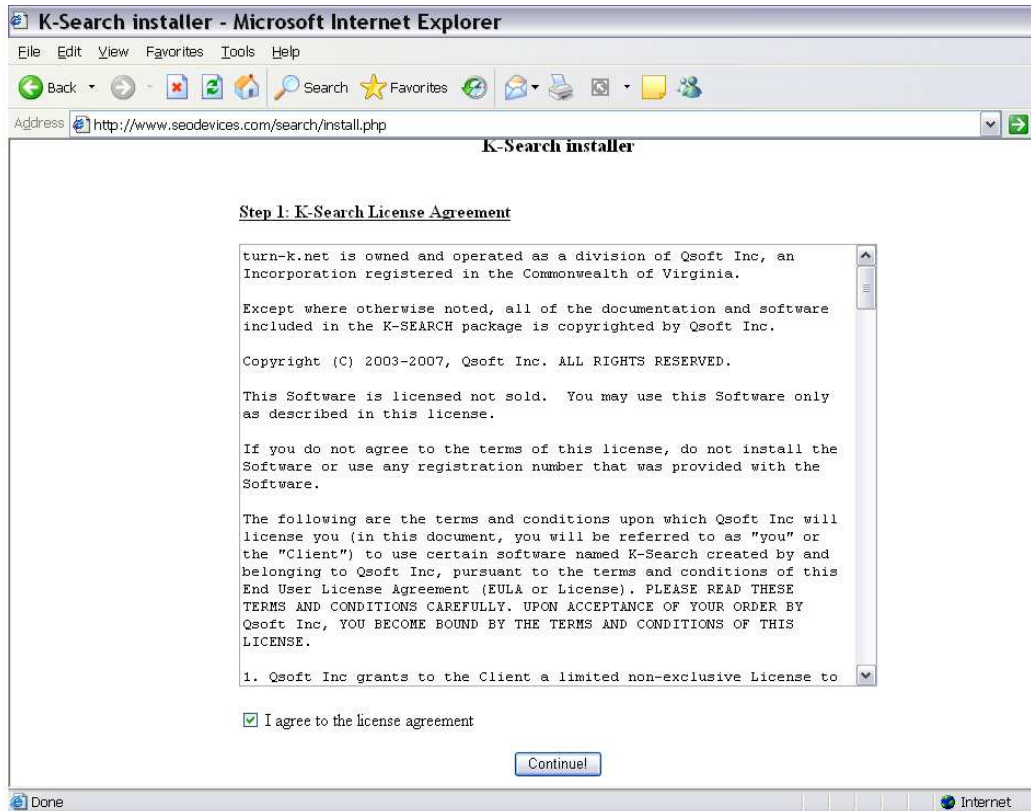 K-Search installer - Microsoft Internet Explorer
File Edit View Favorites Tools Help
Back Search Favorites
Address http://www.seodevices.com/search/install.php
K-Search installer
Step 1: K-Search License Agreement
turn-k.net is owned and operated as a division of Qsoft Inc, an
Incorporation registered in the Commonwealth of Virginia.
Except where otherwise noted, all of the documentation and software
included in the K-SEARCH package is copyrighted by Qsoft Inc.
Copyright (C) 2003-2007, Qsoft Inc. ALL RIGHTS RESERVED.
This Software is licensed not sold.  You may use this Software only
as described in this license.
If you do not agree to the terms of this license, do not install the
Software or use any registration number that was provided with the
Software.
The following are the terms and conditions upon which Qsoft Inc will
license you (in this document, you will be referred to as "you" or
the "Client") to use certain software named K-Search created by and
belonging to Qsoft Inc, pursuant to the terms and conditions of this
End User License Agreement (EULA or License). PLEASE READ THESE
TERMS AND CONDITIONS CAREFULLY. UPON ACCEPTANCE OF YOUR ORDER BY
Qsoft Inc, YOU BECOME BOUND BY THE TERMS AND CONDITIONS OF THIS
LICENSE.
1. Qsoft Inc grants to the Client a limited non-exclusive License to
I agree to the license agreement
Continue!
Done Internet